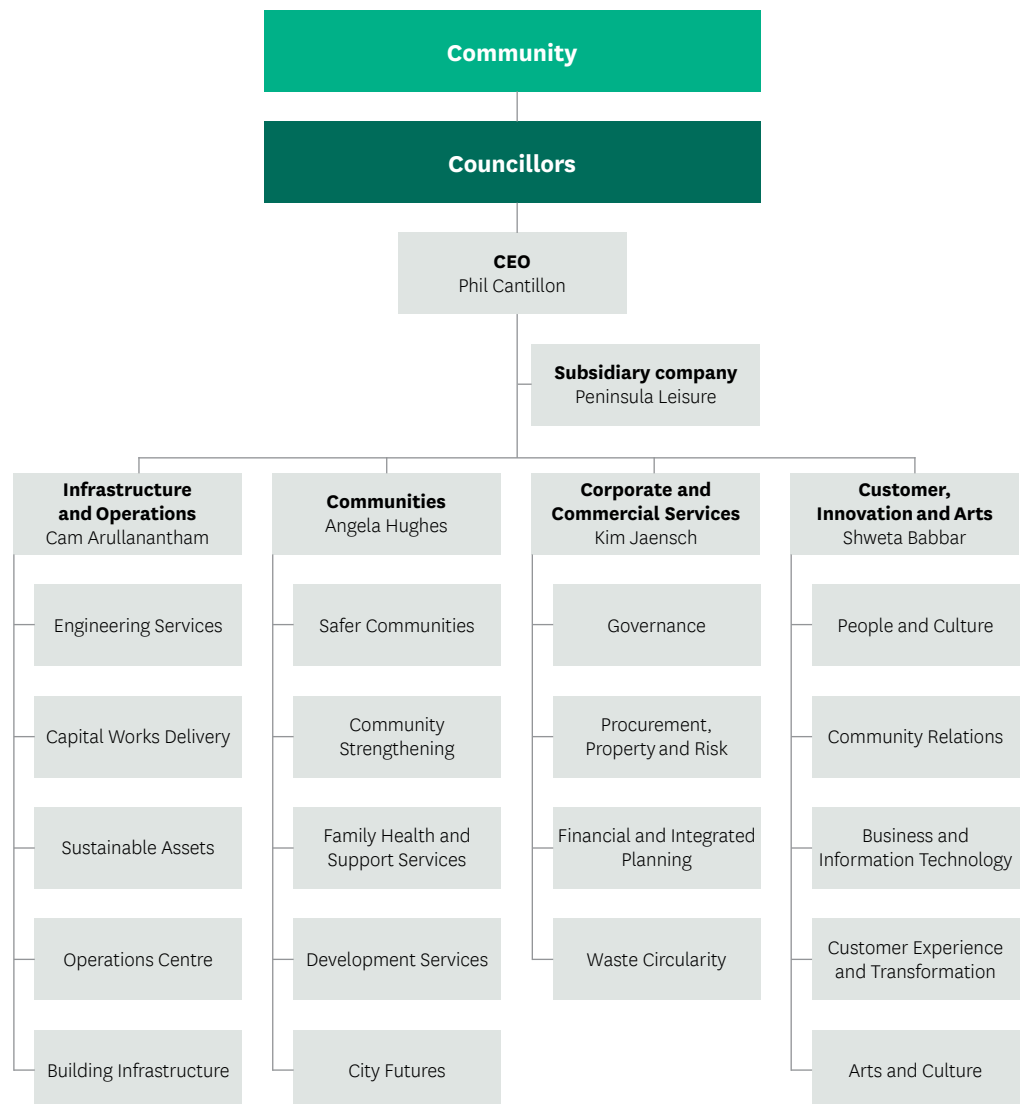 Community
Councillors
CEO
Phil Cantillon
Subsidiary company
Peninsula Leisure
Infrastructure
and Operations
Cam Arullanantham
Engineering Services
Capital Works Delivery
Sustainable Assets
Operations Centre
Building Infrastructure
Communities
Angela Hughes
Safer Communities
Community
Strengthening
Family Health and
Support Services
Development Services
City Futures
Corporate and
Commercial Services
Kim Jaensch
Governance
Procurement,
Property and Risk
Financial and Integrated
Planning
Waste Circularity
Customer,
Innovation and Arts
Shweta Babbar
People and Culture
Community Relations
Business and
Information Technology
Customer Experience
and Transformation
Arts and Culture